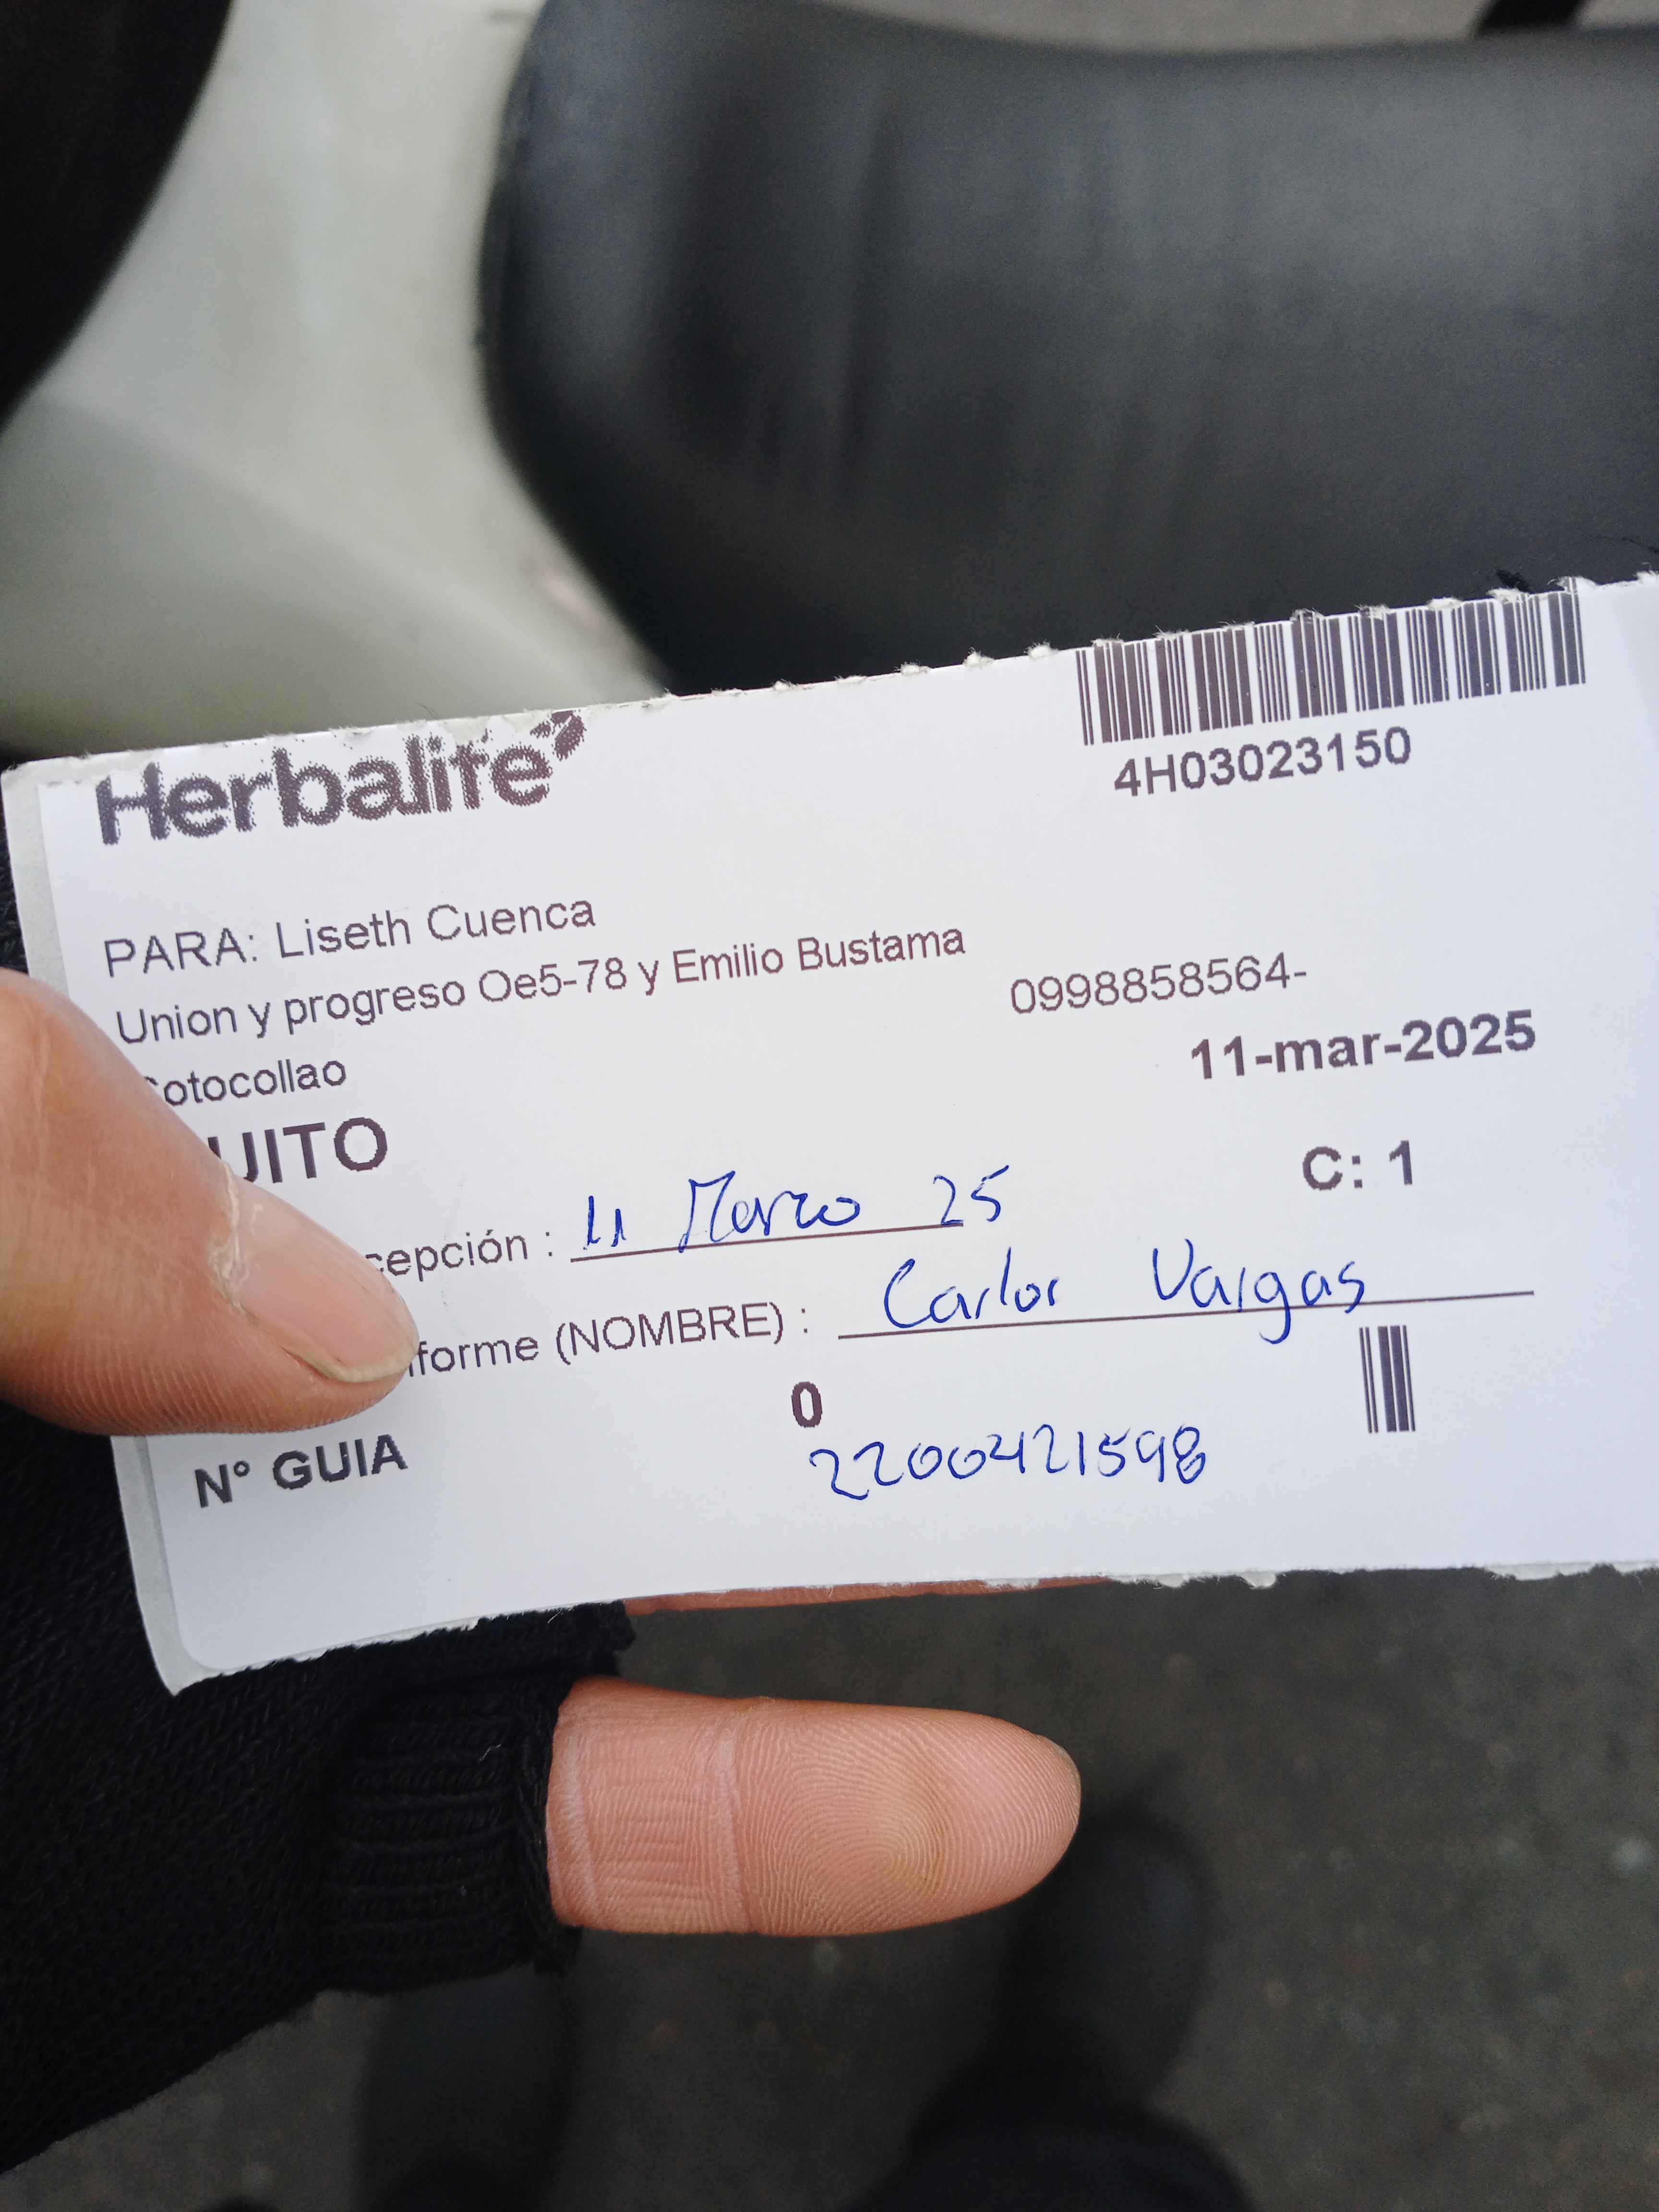 Herbalife
4H03023150
PARA: Liseth Cuenca
Union y progreso Oe5-78 y Emilio Bustama
0998858564-
otocollao
11-mar-2025
UITO
C: 1
cepción : 11 Marzo 25
nforme (NOMBRE) : Carlos Vargas
0
N° GUIA
2200421598